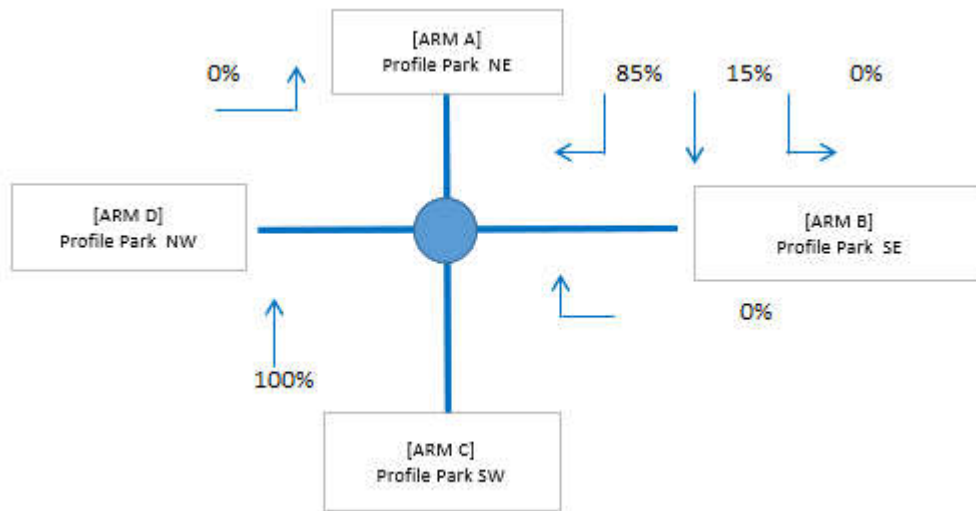 [ARM A]
Profile Park NE
0%
85%
15%
0%
[ARM D]
Profile Park NW
[ARM B]
Profile Park SE
0%
100%
[ARM C]
Profile Park SW